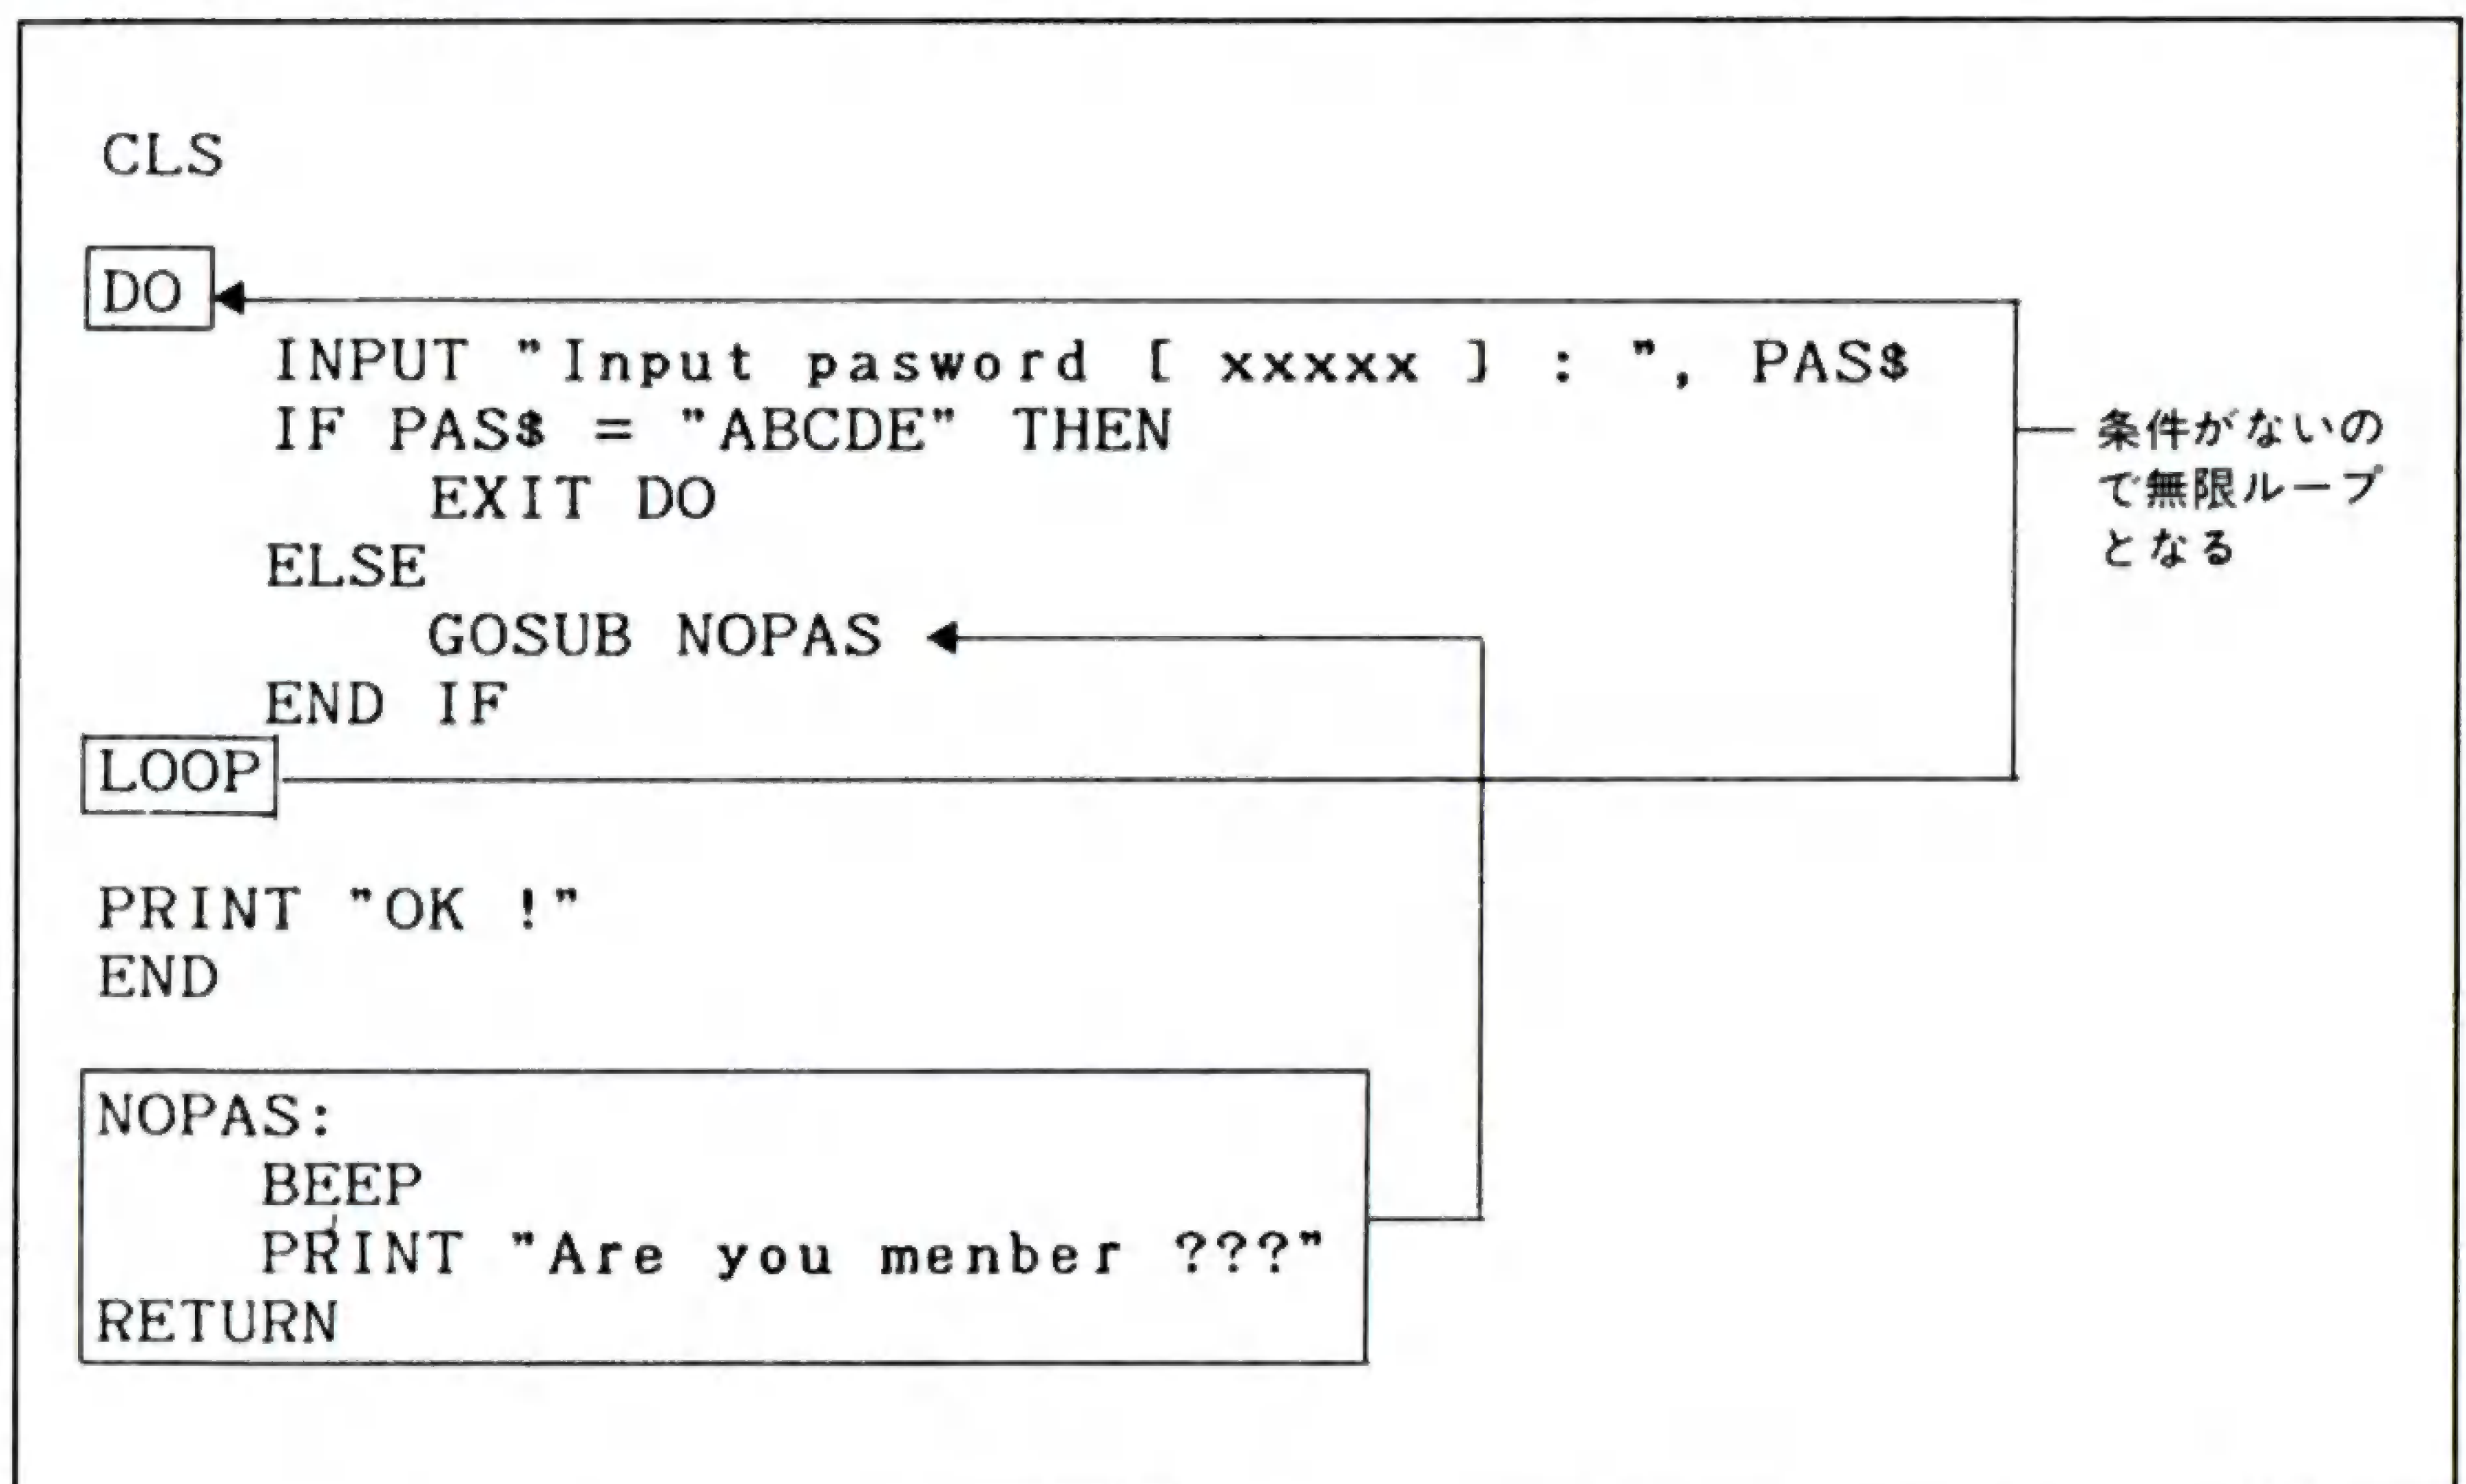 CLS
DO
INPUT "Input pasword [ xxxxx ] : ", PAS$
IF PAS$ = "ABCDE" THEN
EXIT DO
ELSE
GOSUB NOPAS
END IF
LOOP
条件がないの
で無限ループ
となる
PRINT "OK !"
END
NOPAS:
BEEP
PRINT "Are you menber ???"
RETURN